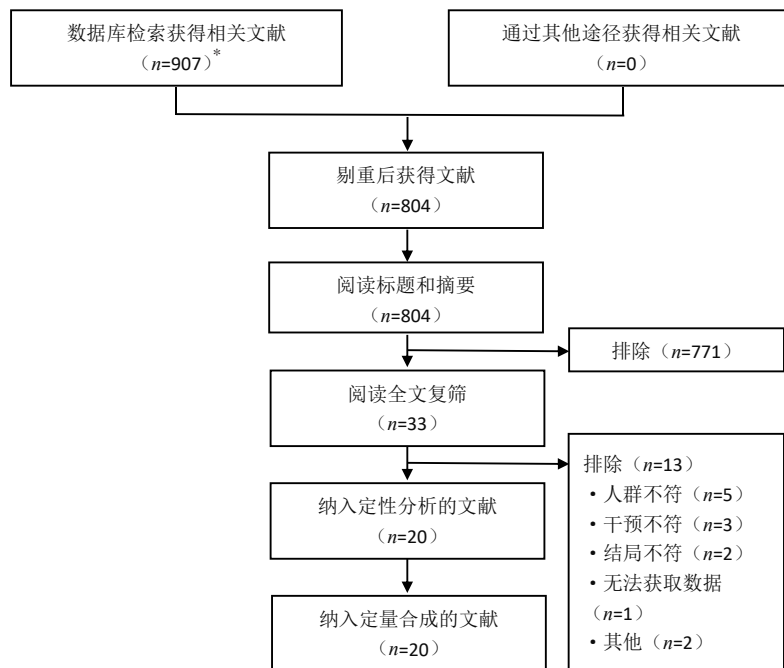 数据库检索获得相关文献
（n=907）*
通过其他途径获得相关文献
（n=0）
剔重后获得文献
（n=804）
阅读标题和摘要
（n=804）
排除（n=771）
阅读全文复筛
（n=33）
排除（n=13）
•人群不符（n=5）
•干预不符（n=3）
•结局不符（n=2）
•无法获取数据
（n=1）
•其他（n=2）
纳入定性分析的文献
（n=20）
纳入定量合成的文献
（n=20）